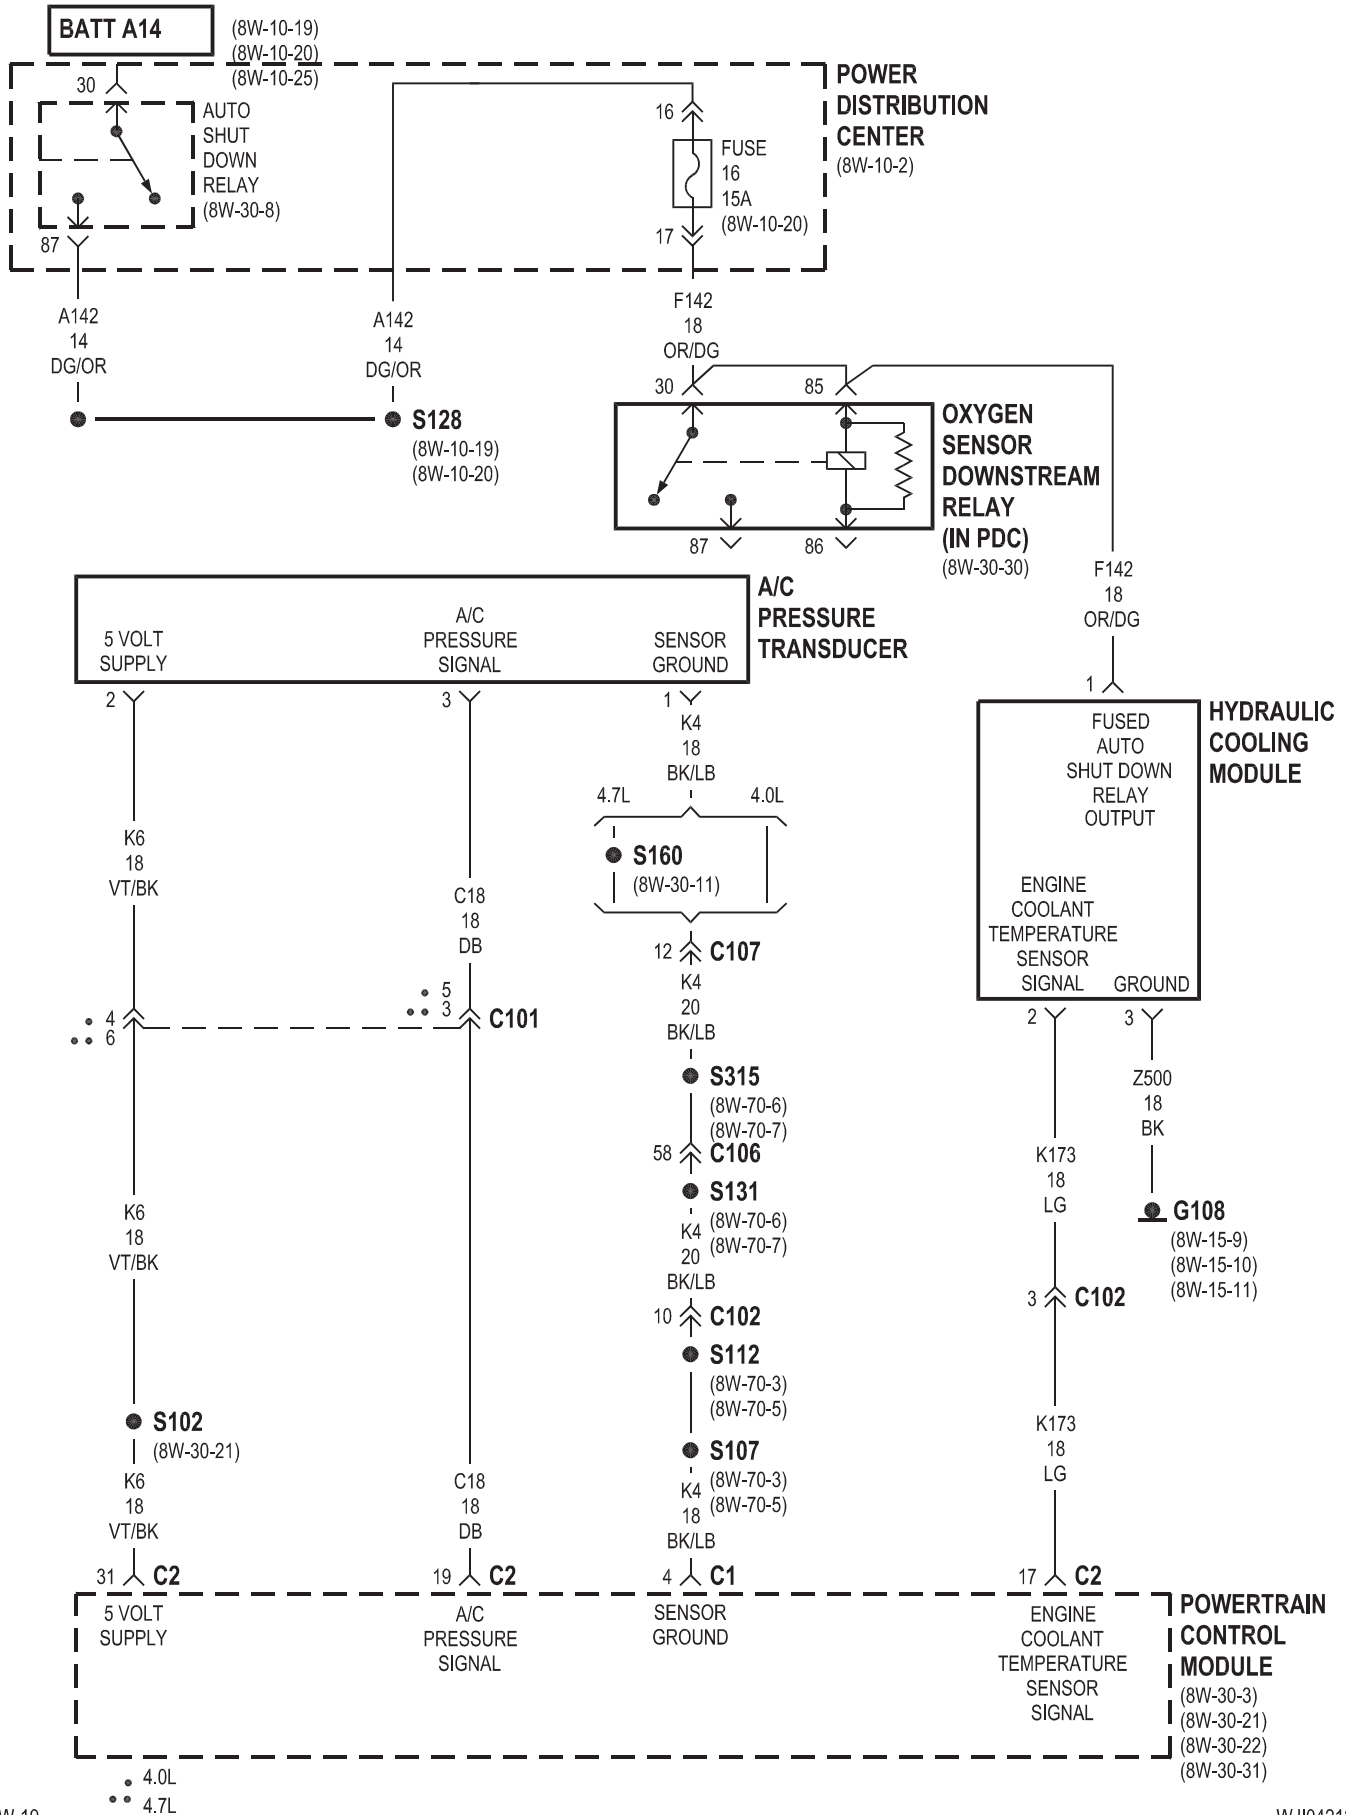 BATT A14
(8W-10-19)
(8W-10-20)
(8W-10-25)
30
AUTO
SHUT
DOWN
RELAY
(8W-30-8)
87
16
FUSE
16
15A
(8W-10-20)
17
POWER
DISTRIBUTION
CENTER
(8W-10-2)
A142
14
DG/OR
A142
14
DG/OR
F142
18
OR/DG
S128
(8W-10-19)
(8W-10-20)
30
85
87
86
OXYGEN
SENSOR
DOWNSTREAM
RELAY
(IN PDC)
(8W-30-30)
F142
18
OR/DG
A/C
PRESSURE
TRANSDUCER
5 VOLT
SUPPLY
A/C
PRESSURE
SIGNAL
SENSOR
GROUND
2
3
1
K4
18
BK/LB
4.7L
4.0L
S160
(8W-30-11)
1
HYDRAULIC
COOLING
MODULE
FUSED
AUTO
SHUT DOWN
RELAY
OUTPUT
ENGINE
COOLANT
TEMPERATURE
SENSOR
SIGNAL
GROUND
2
3
K6
18
VT/BK
C18
18
DB
12
C107
K4
20
BK/LB
4
6
5
3
C101
S315
(8W-70-6)
(8W-70-7)
58
C106
S131
(8W-70-6)
(8W-70-7)
K4
20
BK/LB
10
C102
S112
(8W-70-3)
(8W-70-5)
S107
(8W-70-3)
(8W-70-5)
K4
18
BK/LB
Z500
18
BK
G108
(8W-15-9)
(8W-15-10)
(8W-15-11)
K173
18
LG
3
C102
K173
18
LG
K6
18
VT/BK
S102
(8W-30-21)
K6
18
VT/BK
C18
18
DB
31
C2
19
C2
4
C1
17
C2
5 VOLT
SUPPLY
A/C
PRESSURE
SIGNAL
SENSOR
GROUND
ENGINE
COOLANT
TEMPERATURE
SENSOR
SIGNAL
POWERTRAIN
CONTROL
MODULE
(8W-30-3)
(8W-30-21)
(8W-30-22)
(8W-30-31)
4.0L
4.7L